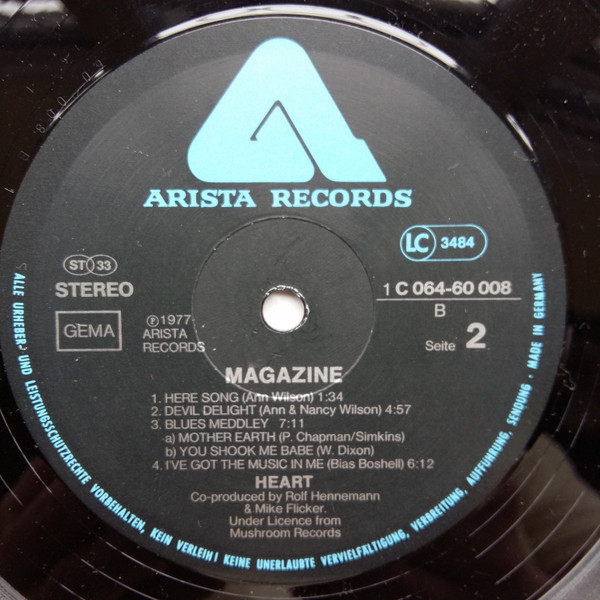 ARISTA RECORDS
LC 3484
ST 33
STEREO
GEMA
℗1977
ARISTA
RECORDS
1 C 064-60 008
B
Seite 2
MAGAZINE
1. HERE SONG (Ann Wilson) 1:34
2. DEVIL DELIGHT (Ann & Nancy Wilson) 4:57
3. BLUES MEDDLEY 7:11
a) MOTHER EARTH (P. Chapman/Simkins)
b) YOU SHOOK ME BABE (W. Dixon)
4. I'VE GOT THE MUSIC IN ME (Bias Boshell) 6:12
HEART
Co-produced by Rolf Hennemann
& Mike Flicker.
Under Licence from
Mushroom Records
ALLE URHEBER- UND LEISTUNGSSCHUTZRECHTE VORBEHALTEN, KEIN VERLEIH! KEINE UNERLAUBTE VERVIELFÄLTIGUNG, VERBREITUNG, AUFFÜHRUNG, SENDUNG · MADE IN GERMANY